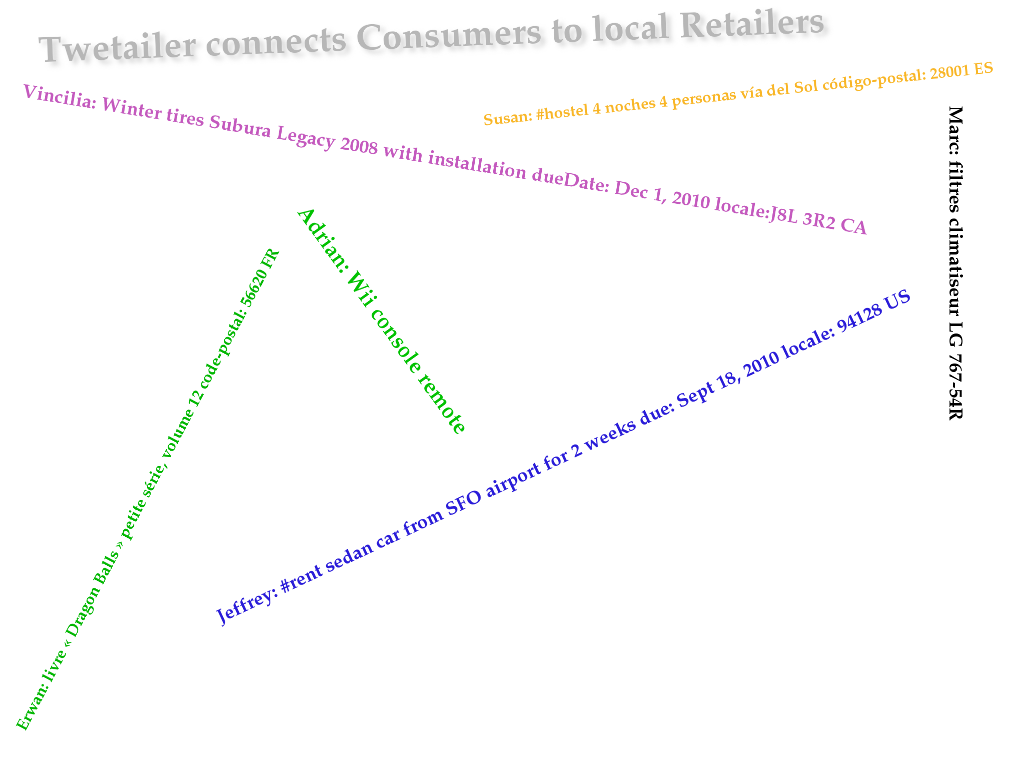 Twetailer connects Consumers to local Retailers
Susan: #hostel 4 noches 4 personas vía del Sol código-postal: 28001 ES
Vincilia: Winter tires Subura Legacy 2008 with installation dueDate: Dec 1, 2010 locale:J8L 3R2 CA
Marc: filtres climatiseur LG 767-54R
Adrian: Wii console remote
Erwan: livre « Dragon Balls » petite série, volume 12 code-postal: 56620 FR
Jeffrey: #rent sedan car from SFO airport for 2 weeks due: Sept 18, 2010 locale: 94128 US